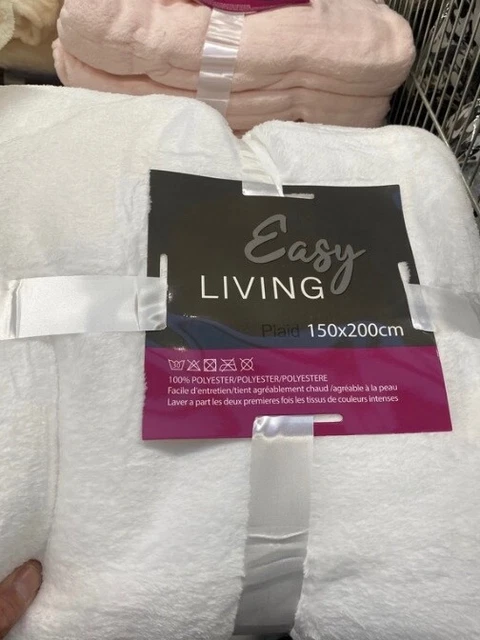 Easy
LIVING
Plaid 150x200cm
100% POLYESTER/POLYESTER/POLYESTERE
Facile d'entretien/tient agréablement chaud /agréable à la peau
Laver a part les deux premieres fois les tissus de couleurs intenses